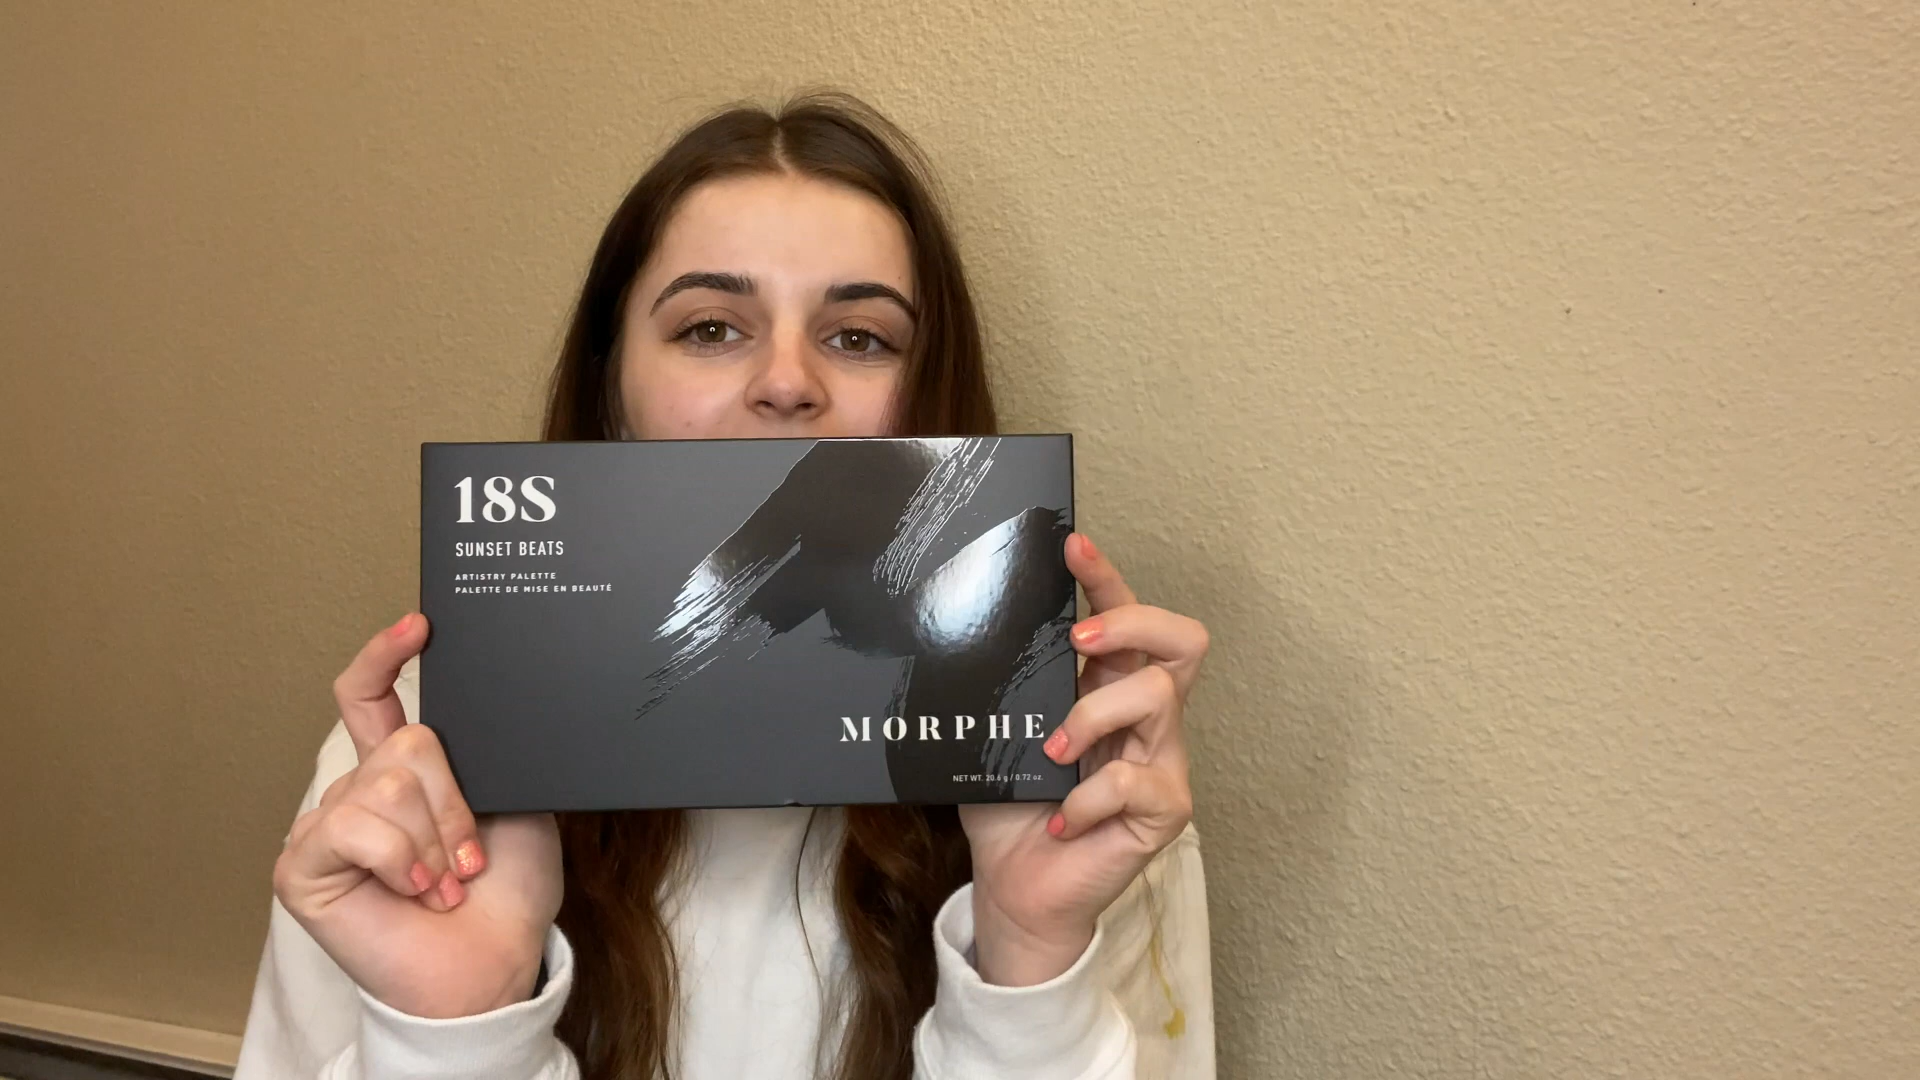 18S
SUNSET BEATS
ARTISTRY PALETTE
PALETTE DE MISE EN BEAUTÉ
MORPHE
NET WT. 20.6 g / 0.72 oz.